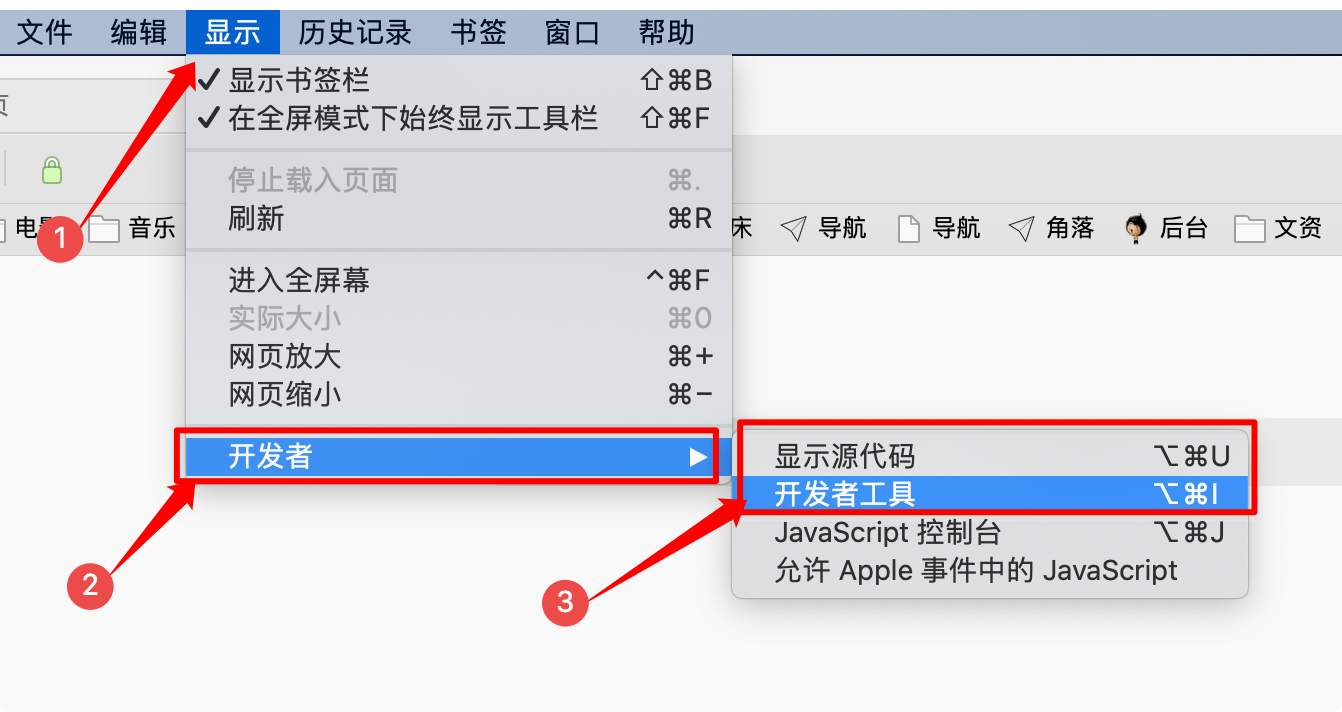 文件 编辑 显示 历史记录 书签 窗口 帮助
✓ 显示书签栏 ⇧⌘B
✓ 在全屏模式下始终显示工具栏 ⇧⌘F
页
停止载入页面 ⌘.
刷新 ⌘R
1
音乐
床 导航 导航 角落 后台 文资
进入全屏幕 ^⌘F
实际大小 ⌘0
网页放大 ⌘+
网页缩小 ⌘−
开发者 ▶
显示源代码 ⌥⌘U
开发者工具 ⌥⌘I
JavaScript 控制台 ⌥⌘J
允许 Apple 事件中的 JavaScript
2
3